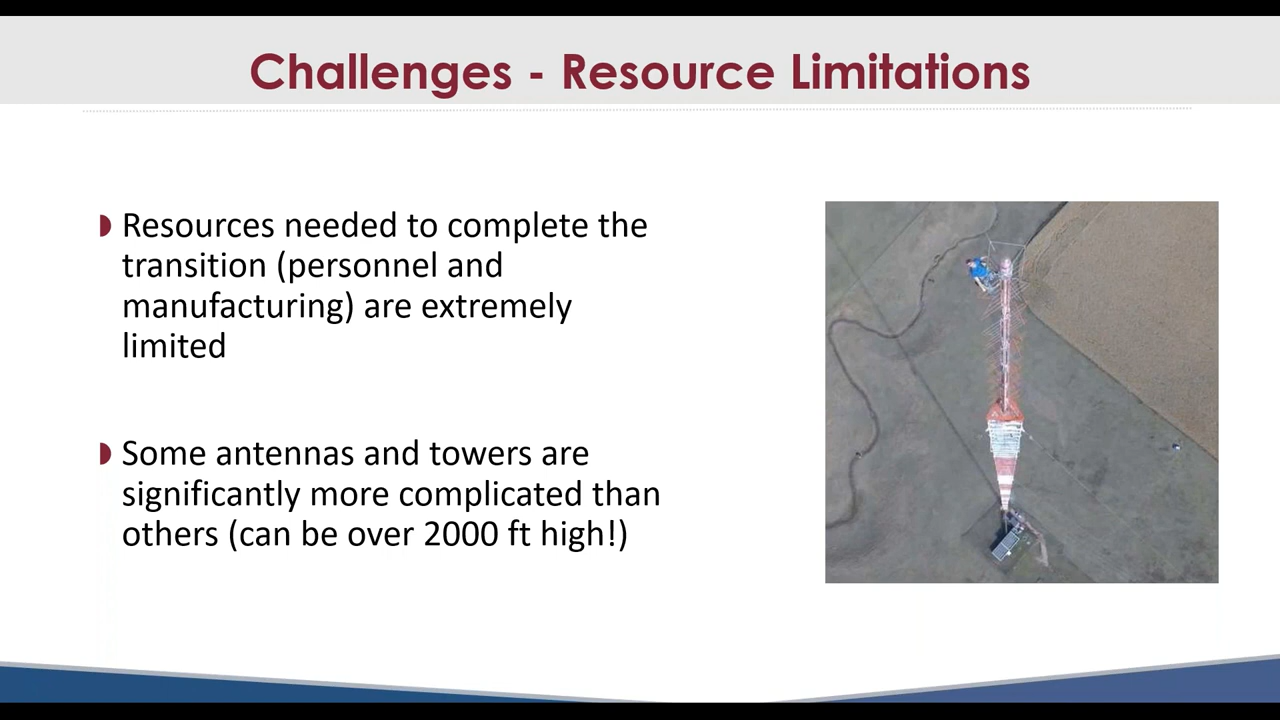 Challenges - Resource Limitations
Resources needed to complete the
transition (personnel and
manufacturing) are extremely
limited
Some antennas and towers are
significantly more complicated than
others (can be over 2000 ft high!)